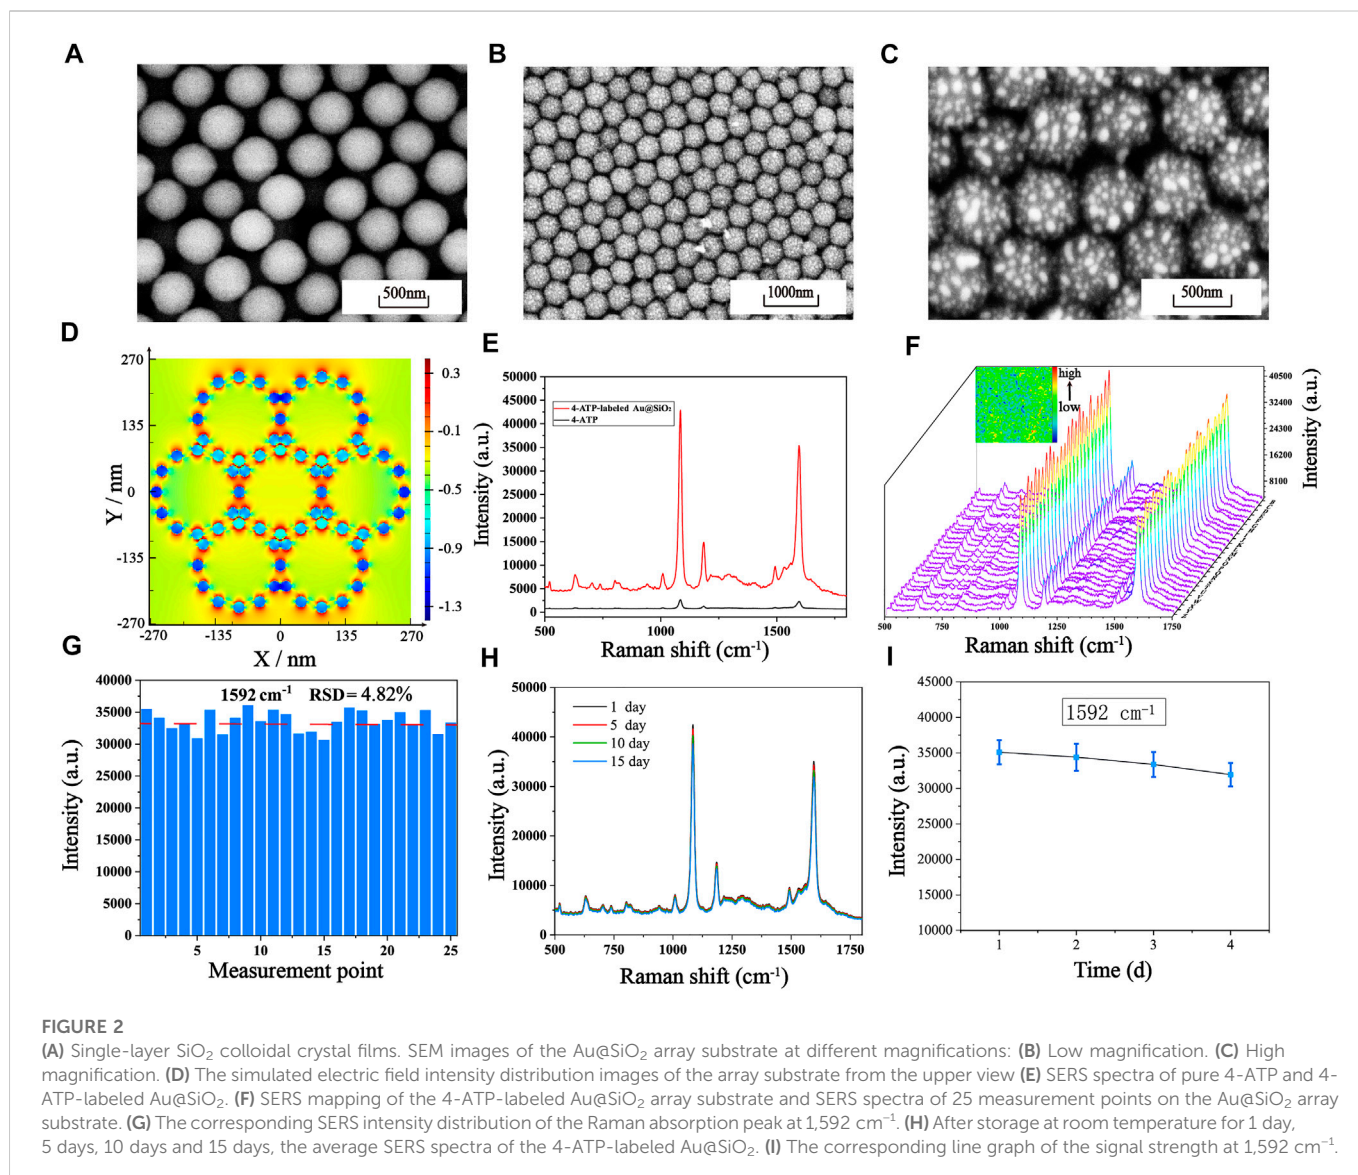 A
B
C
500nm
1000nm
500nm
D
E
F
270
135
0
-135
-270
Y / nm
-270
-135
0
135
270
X / nm
0.3
-0.1
-0.5
-0.9
-1.3
50000
45000
40000
35000
30000
25000
20000
15000
10000
5000
0
Intensity (a.u.)
4-ATP-labeled Au@SiO₂
4-ATP
500
1000
1500
Raman shift (cm⁻¹)
high
low
40500
32400
24300
16200
8100
Intensity (a.u.)
500
750
1000
1250
1500
1750
Raman shift (cm⁻¹)
G
H
I
1592 cm⁻¹ RSD = 4.82%
40000
35000
30000
25000
20000
15000
10000
5000
0
Intensity (a.u.)
5
10
15
20
25
Measurement point
50000
40000
30000
20000
10000
0
Intensity (a.u.)
1 day
5 day
10 day
15 day
500
750
1000
1250
1500
1750
Raman shift (cm⁻¹)
45000
40000
35000
30000
25000
20000
15000
10000
Intensity (a.u.)
1592 cm⁻¹
1
2
3
4
Time (d)
FIGURE 2
(A) Single-layer SiO₂ colloidal crystal films. SEM images of the Au@SiO₂ array substrate at different magnifications: (B) Low magnification. (C) High
magnification. (D) The simulated electric field intensity distribution images of the array substrate from the upper view (E) SERS spectra of pure 4-ATP and 4-
ATP-labeled Au@SiO₂. (F) SERS mapping of the 4-ATP-labeled Au@SiO₂ array substrate and SERS spectra of 25 measurement points on the Au@SiO₂ array
substrate. (G) The corresponding SERS intensity distribution of the Raman absorption peak at 1,592 cm⁻¹. (H) After storage at room temperature for 1 day,
5 days, 10 days and 15 days, the average SERS spectra of the 4-ATP-labeled Au@SiO₂. (I) The corresponding line graph of the signal strength at 1,592 cm⁻¹.